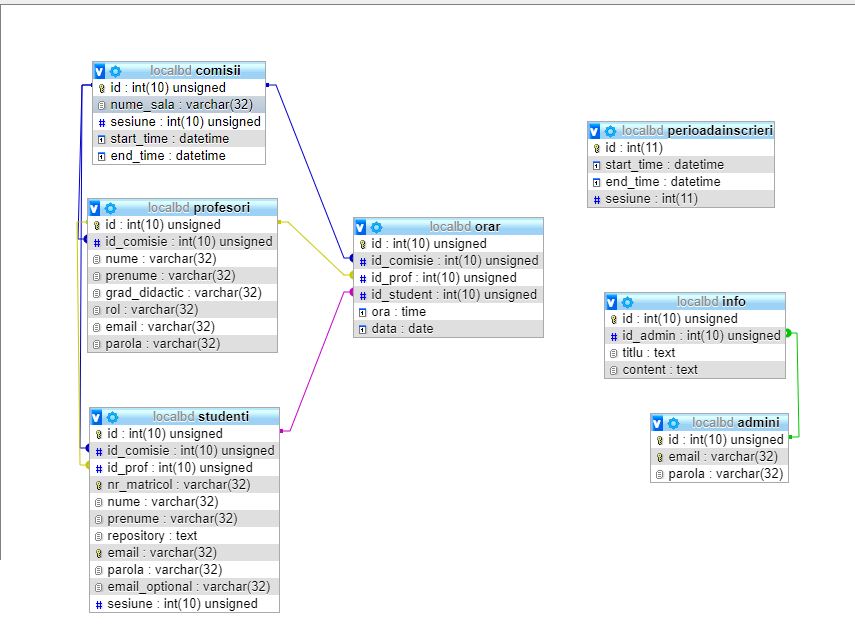 localbd comisii
id : int(10) unsigned
nume_sala : varchar(32)
sesiune : int(10) unsigned
start_time : datetime
end_time : datetime
localbd profesori
id : int(10) unsigned
id_comisie : int(10) unsigned
nume : varchar(32)
prenume : varchar(32)
grad_didactic : varchar(32)
rol : varchar(32)
email : varchar(32)
parola : varchar(32)
localbd studenti
id : int(10) unsigned
id_comisie : int(10) unsigned
id_prof : int(10) unsigned
nr_matricol : varchar(32)
nume : varchar(32)
prenume : varchar(32)
repository : text
email : varchar(32)
parola : varchar(32)
email_optional : varchar(32)
sesiune : int(10) unsigned
localbd orar
id : int(10) unsigned
id_comisie : int(10) unsigned
id_prof : int(10) unsigned
id_student : int(10) unsigned
ora : time
data : date
localbd perioadainscrieri
id : int(11)
start_time : datetime
end_time : datetime
sesiune : int(11)
localbd info
id : int(10) unsigned
id_admin : int(10) unsigned
titlu : text
content : text
localbd admini
id : int(10) unsigned
email : varchar(32)
parola : varchar(32)